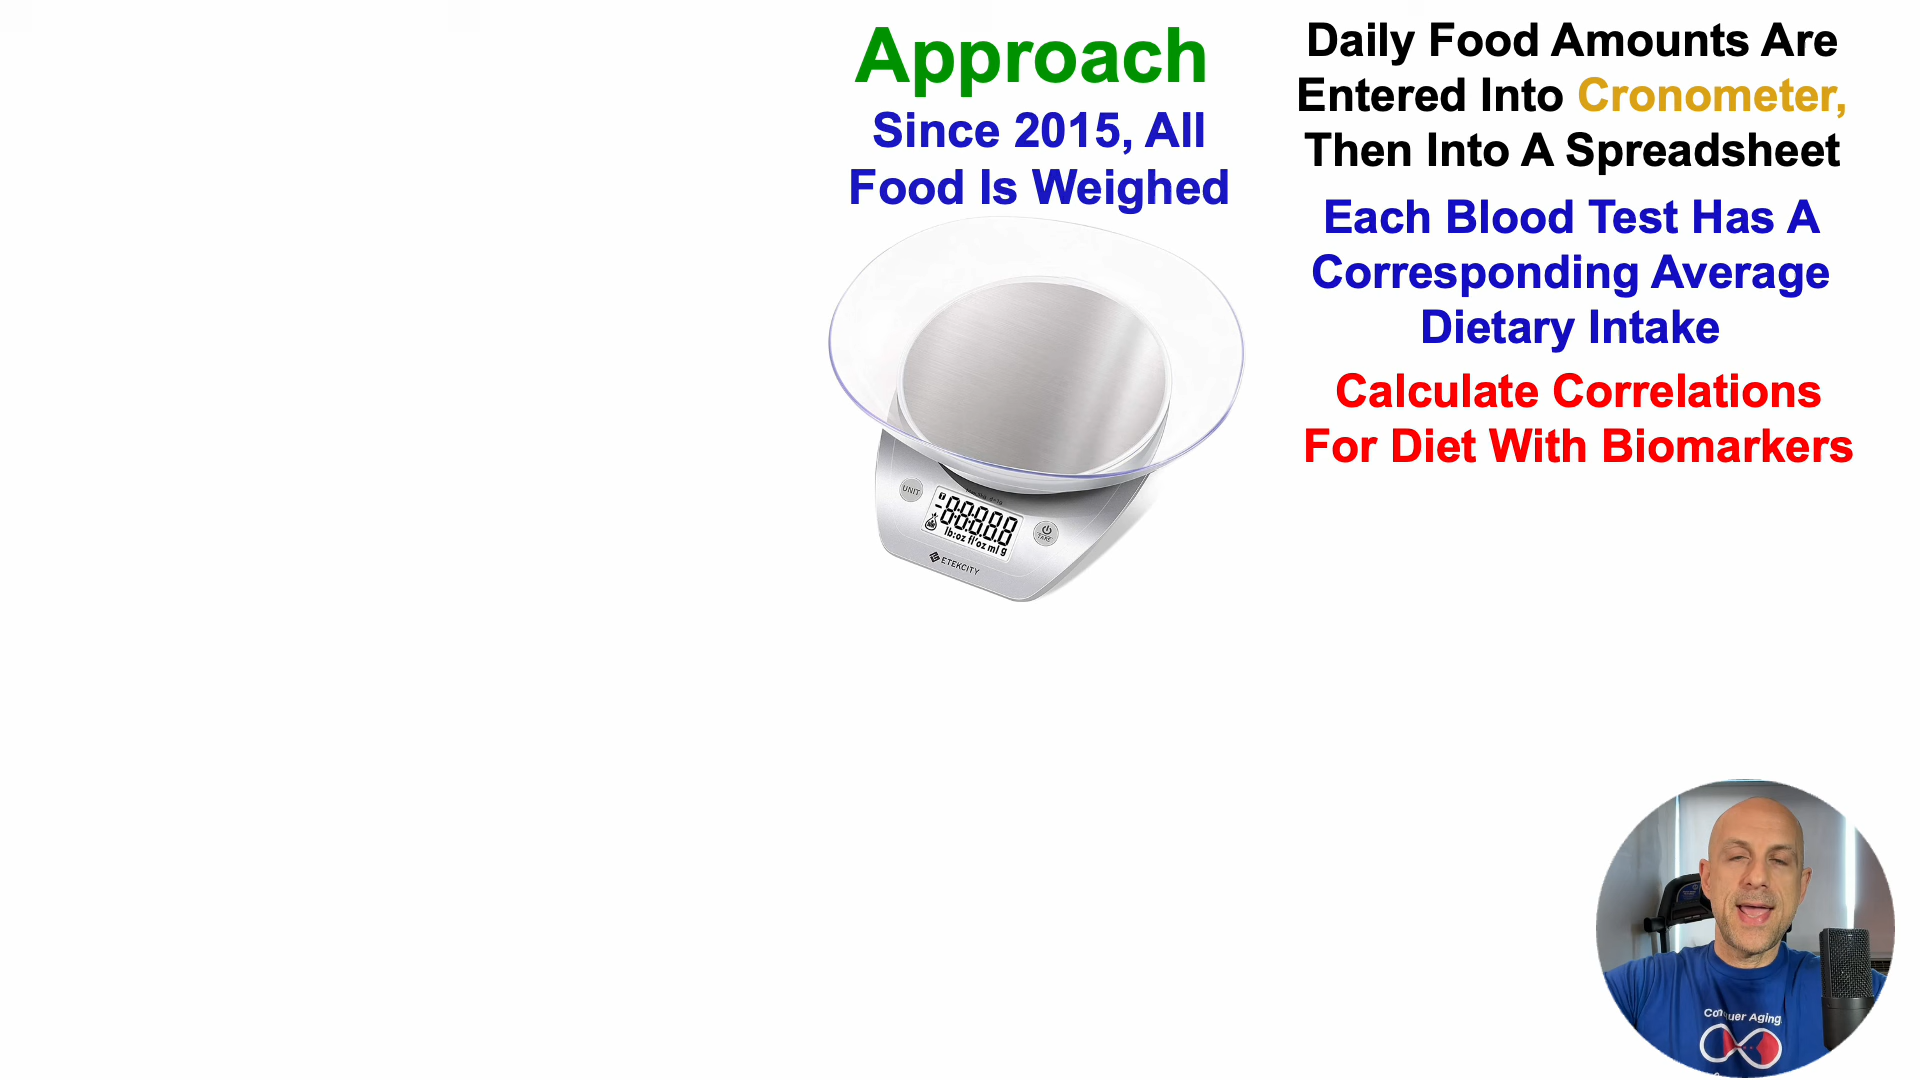 Approach
Since 2015, All
Food Is Weighed
Daily Food Amounts Are
Entered Into Cronometer,
Then Into A Spreadsheet
Each Blood Test Has A
Corresponding Average
Dietary Intake
Calculate Correlations
For Diet With Biomarkers
UNIT
lb:oz fl'oz ml g
TARE
ETEKCITY
Conquer Aging